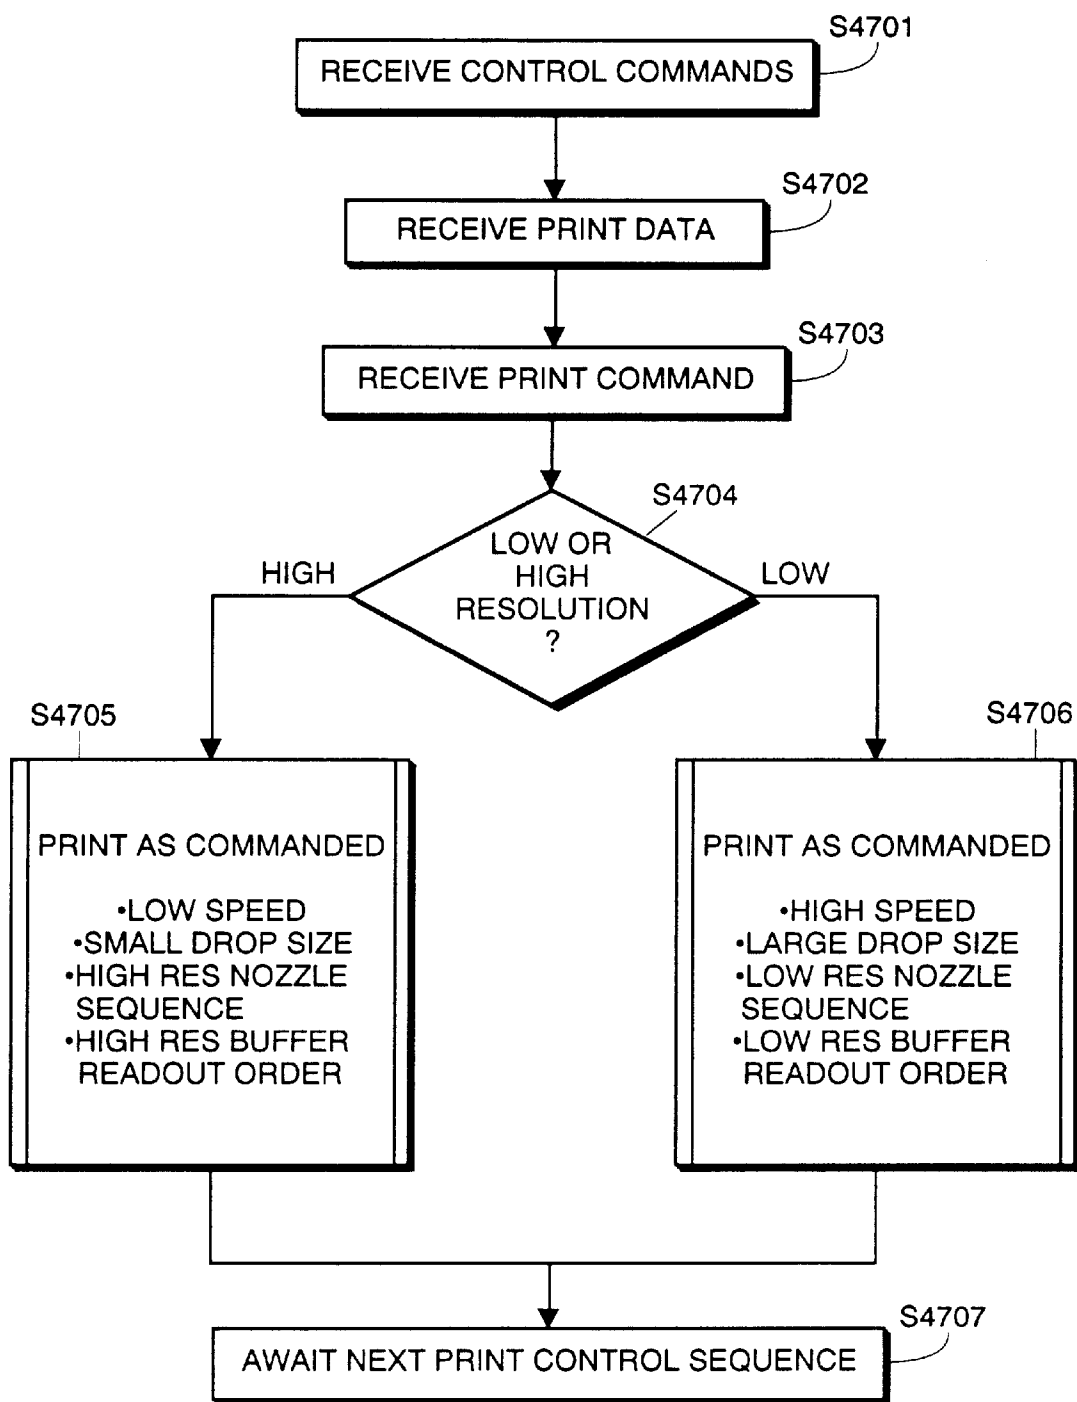 S4701
RECEIVE CONTROL COMMANDS
S4702
RECEIVE PRINT DATA
S4703
RECEIVE PRINT COMMAND
S4704
LOW OR
HIGH
RESOLUTION
?
HIGH
LOW
S4705
PRINT AS COMMANDED
•LOW SPEED
•SMALL DROP SIZE
•HIGH RES NOZZLE
SEQUENCE
•HIGH RES BUFFER
READOUT ORDER
S4706
PRINT AS COMMANDED
•HIGH SPEED
•LARGE DROP SIZE
•LOW RES NOZZLE
SEQUENCE
•LOW RES BUFFER
READOUT ORDER
S4707
AWAIT NEXT PRINT CONTROL SEQUENCE